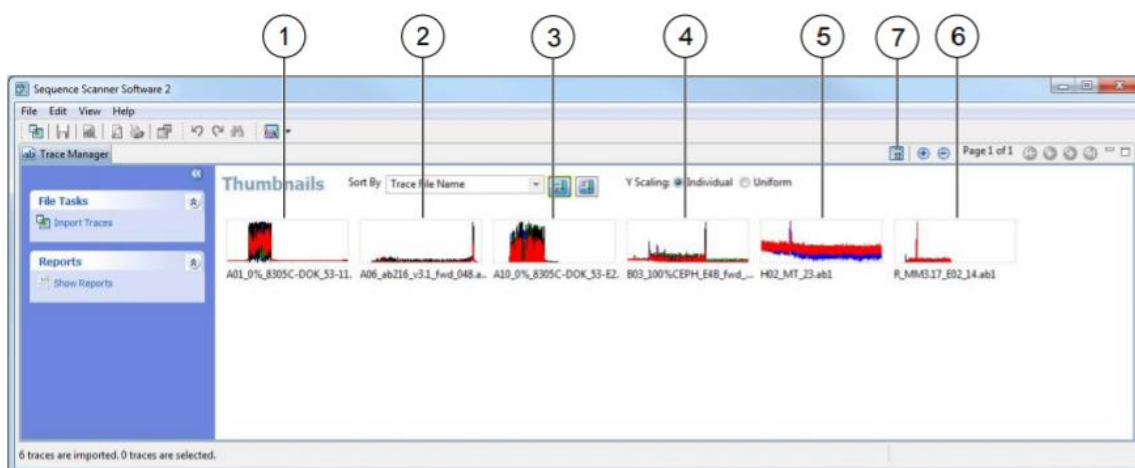 1 2 3 4 5 7 6
Sequence Scanner Software 2
File Edit View Help
Trace Manager
Page 1 of 1
Thumbnails Sort By Trace File Name Y Scaling: Individual Uniform
File Tasks
Import Traces
Reports
Show Reports
A01_0%_8305C-DOK_53-11. A06_ab216_v3.1_fwd_048.a... A10_0%_8305C-DOK_53-E2. B03_100%CEPH_E4B_fwd_... H02_MT_23.ab1 R_MM3.17_E02_14.ab1
6 traces are imported. 0 traces are selected.